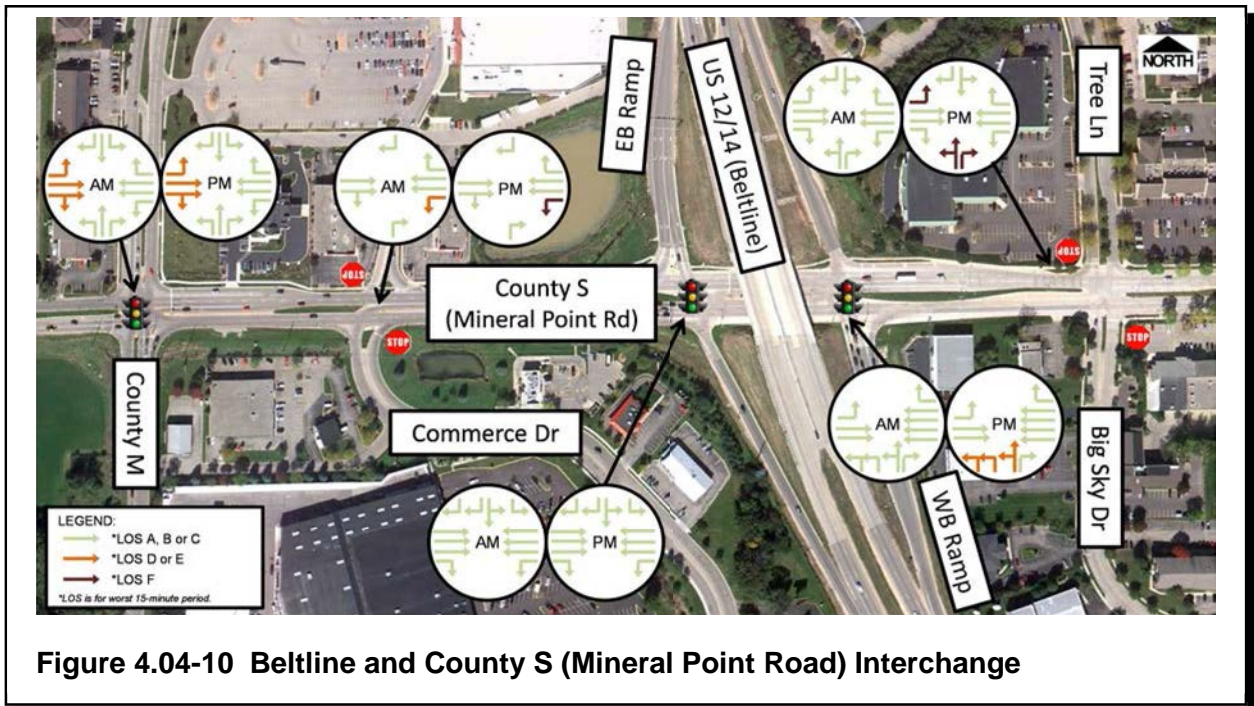 NORTH
EB Ramp
US 12/14 (Beltline)
Tree Ln
AM
PM
AM
PM
AM
PM
STOP
STOP
County S
(Mineral Point Rd)
STOP
STOP
County M
Commerce Dr
AM
PM
WB Ramp
Big Sky Dr
AM
PM
LEGEND:
*LOS A, B or C
*LOS D or E
*LOS F
*LOS is for worst 15-minute period.
Figure 4.04-10 Beltline and County S (Mineral Point Road) Interchange